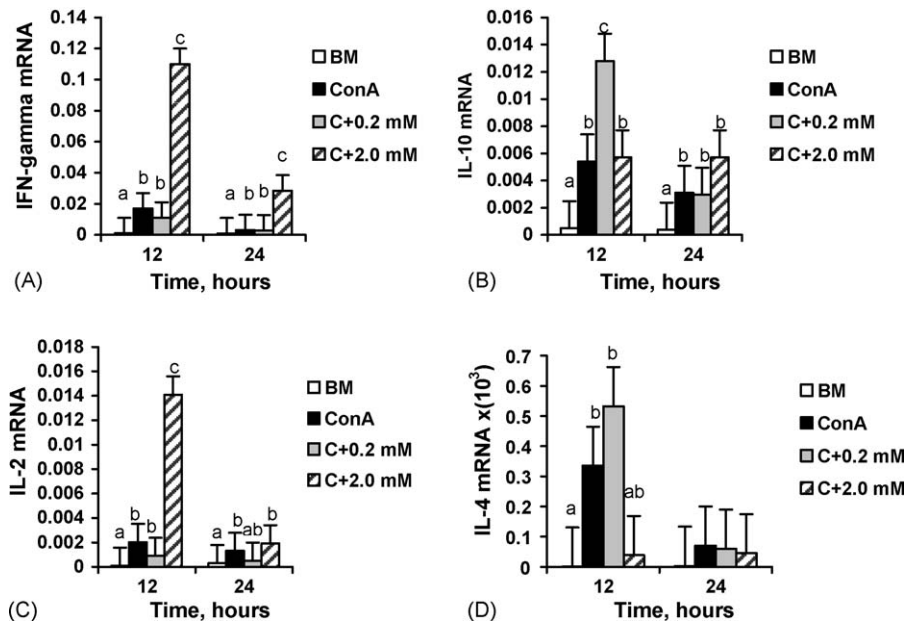 IFN-gamma mRNA
0.14
0.12
0.1
0.08
0.06
0.04
0.02
0
a b b c
a b b c
12 24
Time, hours
(A)
BM
ConA
C+0.2 mM
C+2.0 mM
IL-10 mRNA
0.016
0.014
0.012
0.01
0.008
0.006
0.004
0.002
0
a b c b
a b b b
12 24
Time, hours
(B)
BM
ConA
C+0.2 mM
C+2.0 mM
IL-2 mRNA
0.018
0.016
0.014
0.012
0.01
0.008
0.006
0.004
0.002
0
a b b c
a b ab b
12 24
Time, hours
(C)
BM
ConA
C+0.2 mM
C+2.0 mM
IL-4 mRNA x(10³)
0.7
0.6
0.5
0.4
0.3
0.2
0.1
0
a b b ab
12 24
Time, hours
(D)
BM
ConA
C+0.2 mM
C+2.0 mM